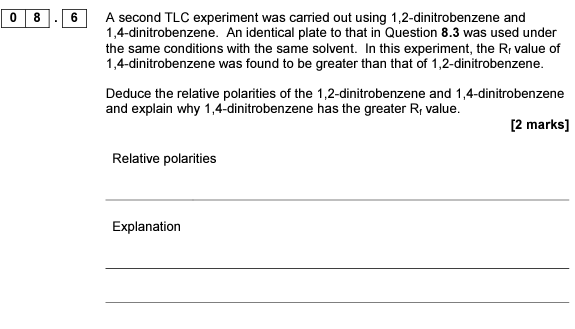 0 8 . 6 A second TLC experiment was carried out using 1,2-dinitrobenzene and
1,4-dinitrobenzene. An identical plate to that in Question 8.3 was used under
the same conditions with the same solvent. In this experiment, the Rf value of
1,4-dinitrobenzene was found to be greater than that of 1,2-dinitrobenzene.
Deduce the relative polarities of the 1,2-dinitrobenzene and 1,4-dinitrobenzene
and explain why 1,4-dinitrobenzene has the greater Rf value.
[2 marks]
Relative polarities
Explanation